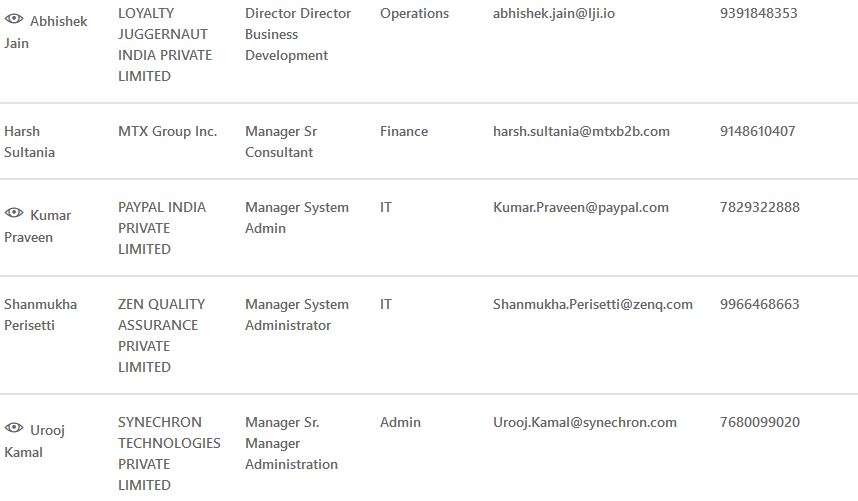 Abhishek Jain LOYALTY JUGGERNAUT INDIA PRIVATE LIMITED Director Director Business Development Operations abhishek.jain@lji.io 9391848353
Harsh Sultania MTX Group Inc. Manager Sr Consultant Finance harsh.sultania@mtxb2b.com 9148610407
Kumar Praveen PAYPAL INDIA PRIVATE LIMITED Manager System Admin IT Kumar.Praveen@paypal.com 7829322888
Shanmukha Perisetti ZEN QUALITY ASSURANCE PRIVATE LIMITED Manager System Administrator IT Shanmukha.Perisetti@zenq.com 9966468663
Urooj Kamal SYNECHRON TECHNOLOGIES PRIVATE LIMITED Manager Sr. Manager Administration Admin Urooj.Kamal@synechron.com 7680099020